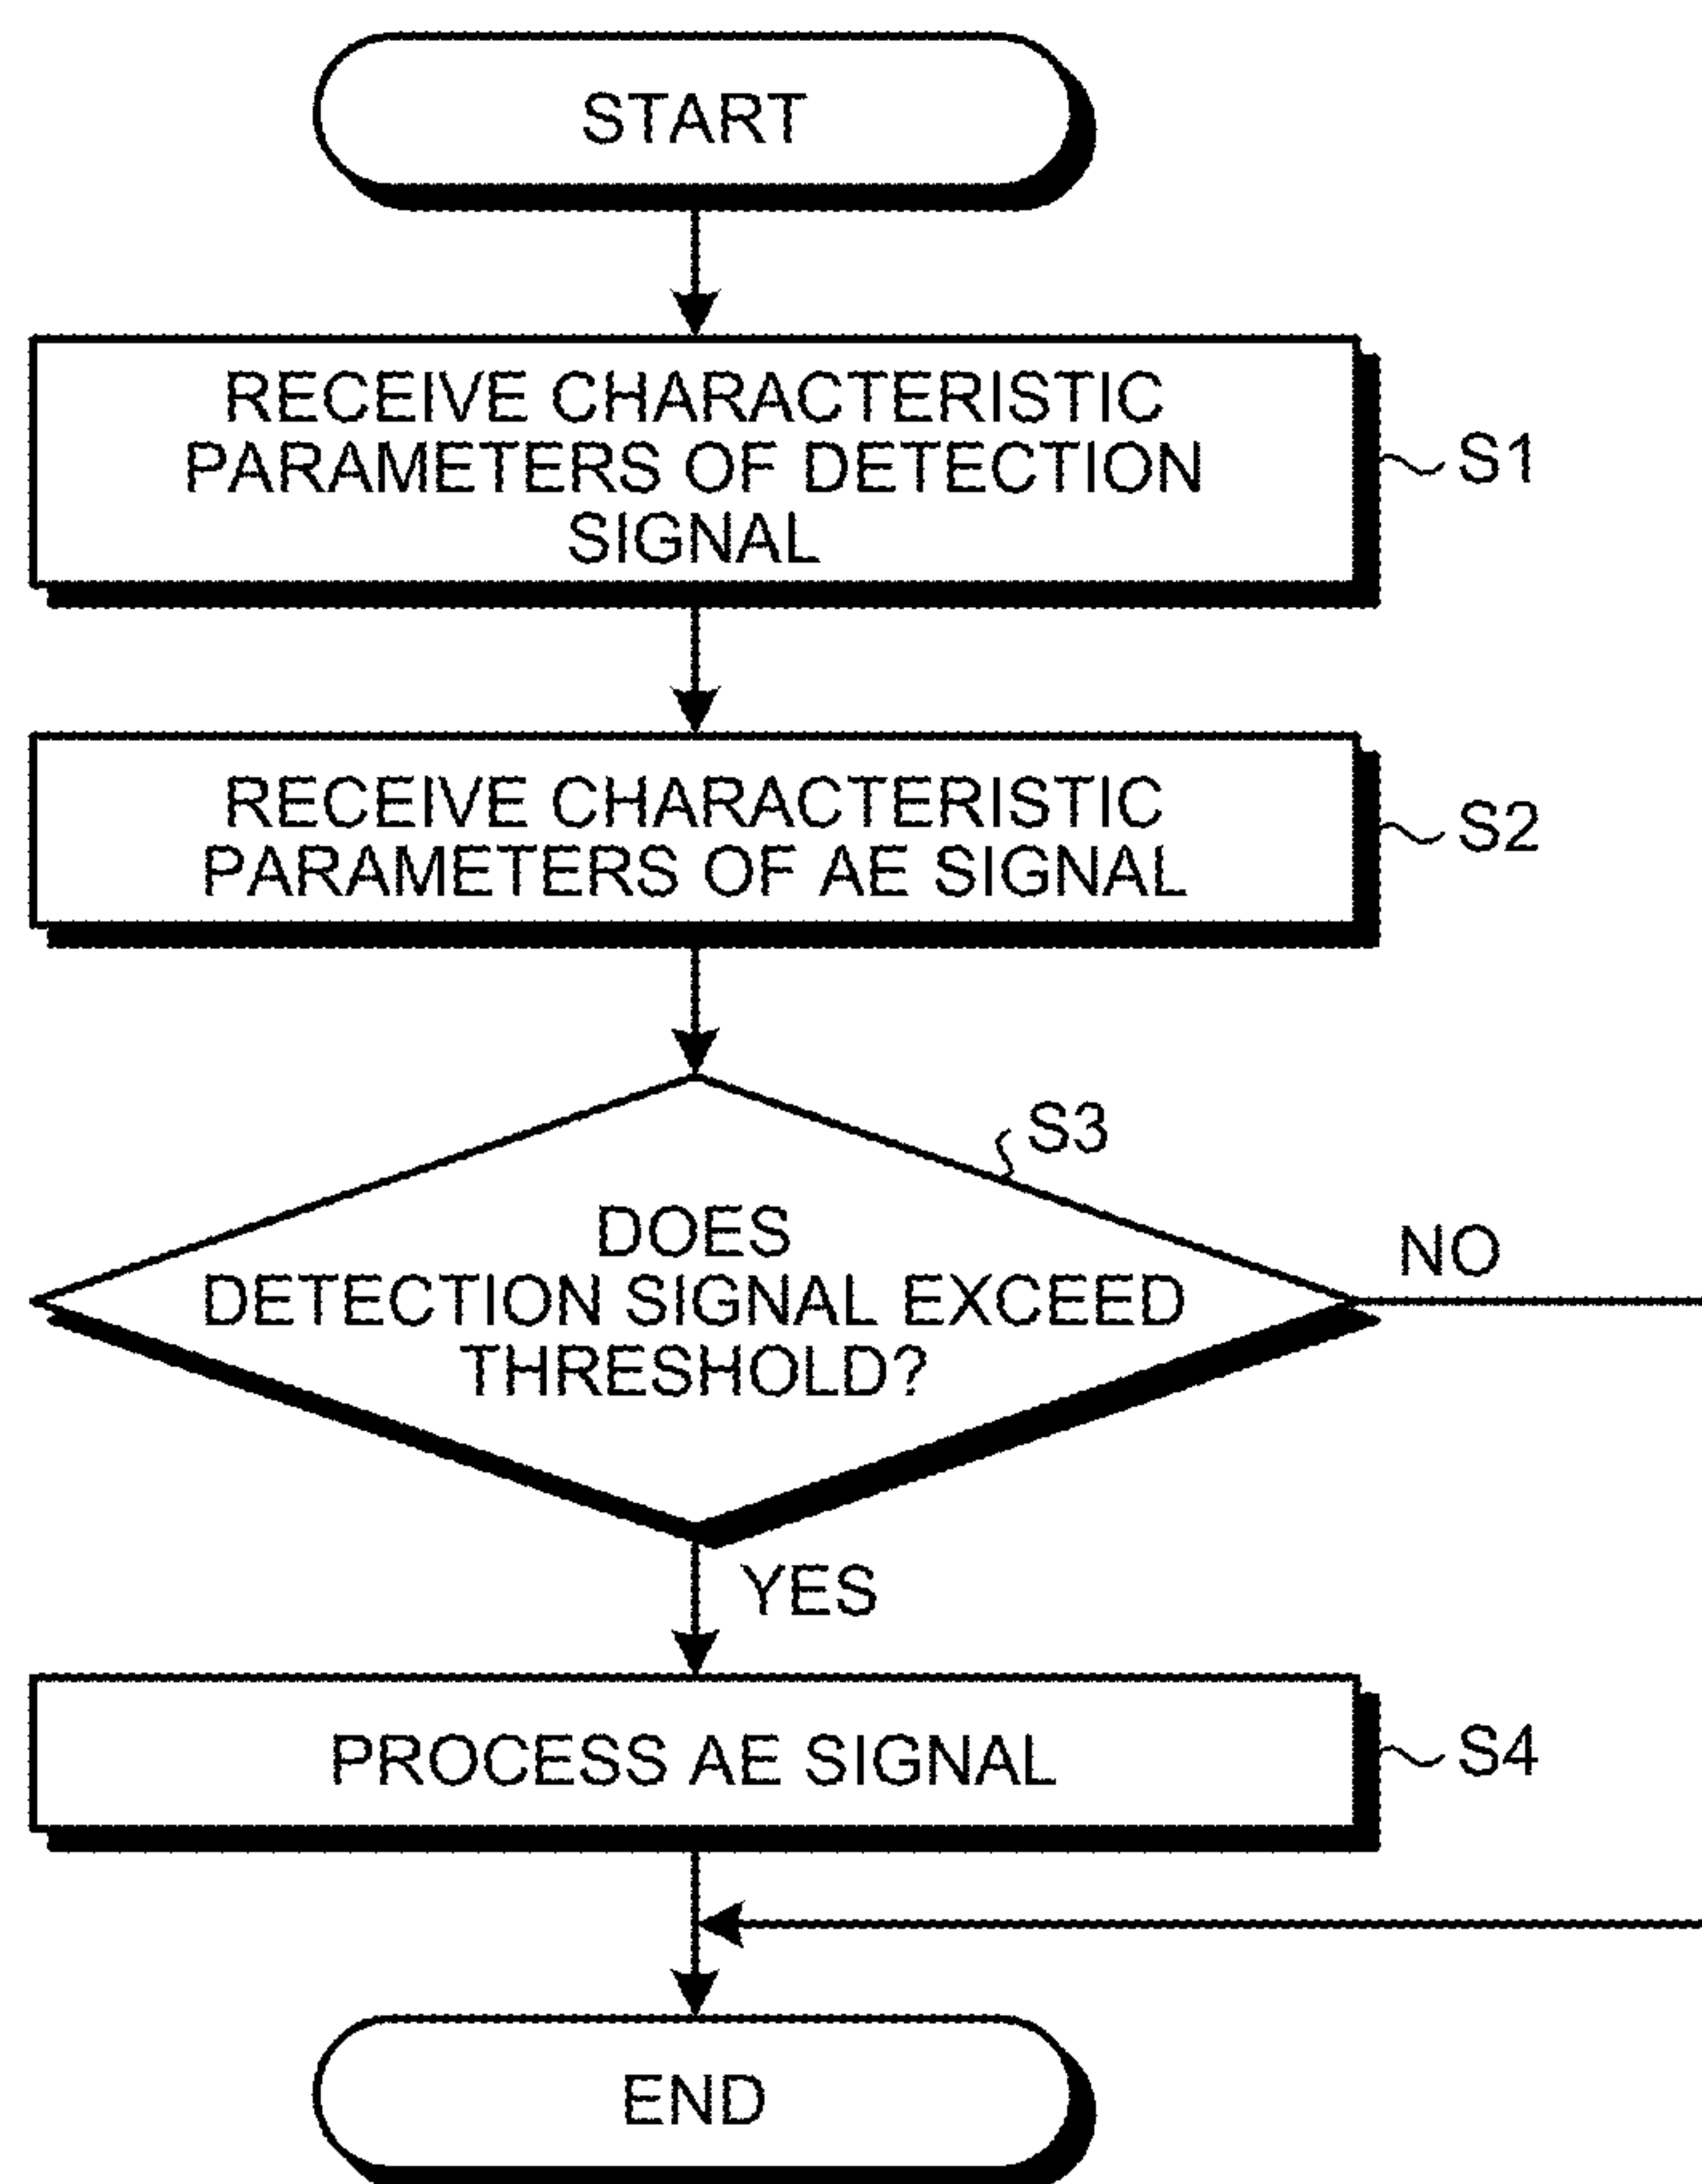 START
RECEIVE CHARACTERISTIC
PARAMETERS OF DETECTION
SIGNAL
S1
RECEIVE CHARACTERISTIC
PARAMETERS OF AE SIGNAL
S2
S3
DOES
DETECTION SIGNAL EXCEED
THRESHOLD?
NO
YES
PROCESS AE SIGNAL
S4
END